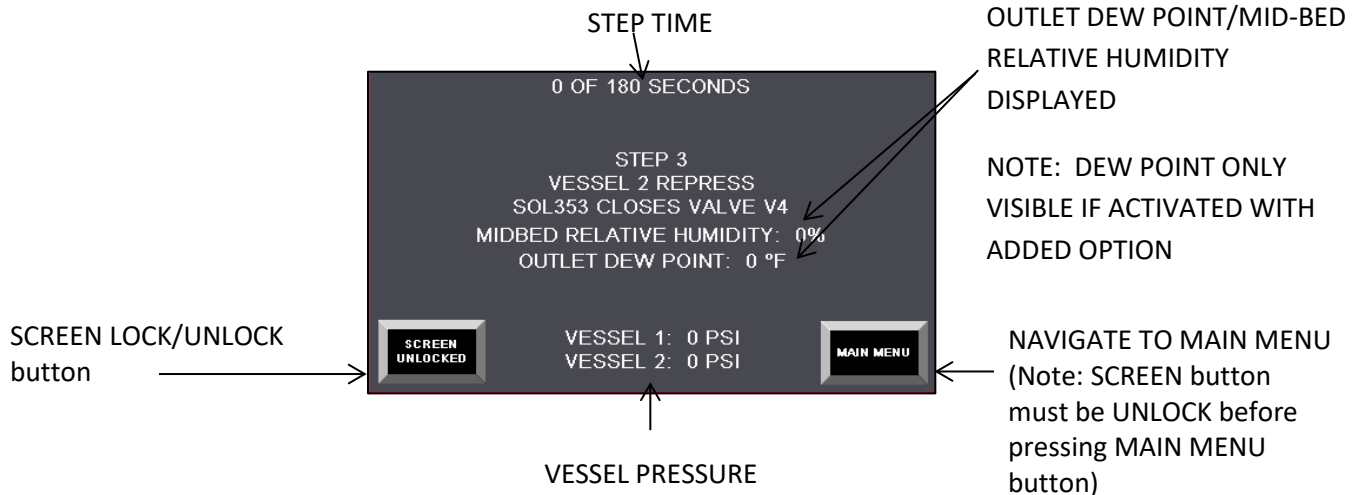 STEP TIME
OUTLET DEW POINT/MID-BED
RELATIVE HUMIDITY
DISPLAYED
NOTE: DEW POINT ONLY
VISIBLE IF ACTIVATED WITH
ADDED OPTION
0 OF 180 SECONDS
STEP 3
VESSEL 2 REPRESS
SOL353 CLOSES VALVE V4
MIDBED RELATIVE HUMIDITY: 0%
OUTLET DEW POINT: 0 ºF
SCREEN LOCK/UNLOCK
button
SCREEN
UNLOCKED
VESSEL 1: 0 PSI
VESSEL 2: 0 PSI
MAIN MENU
NAVIGATE TO MAIN MENU
(Note: SCREEN button
must be UNLOCK before
pressing MAIN MENU
button)
VESSEL PRESSURE